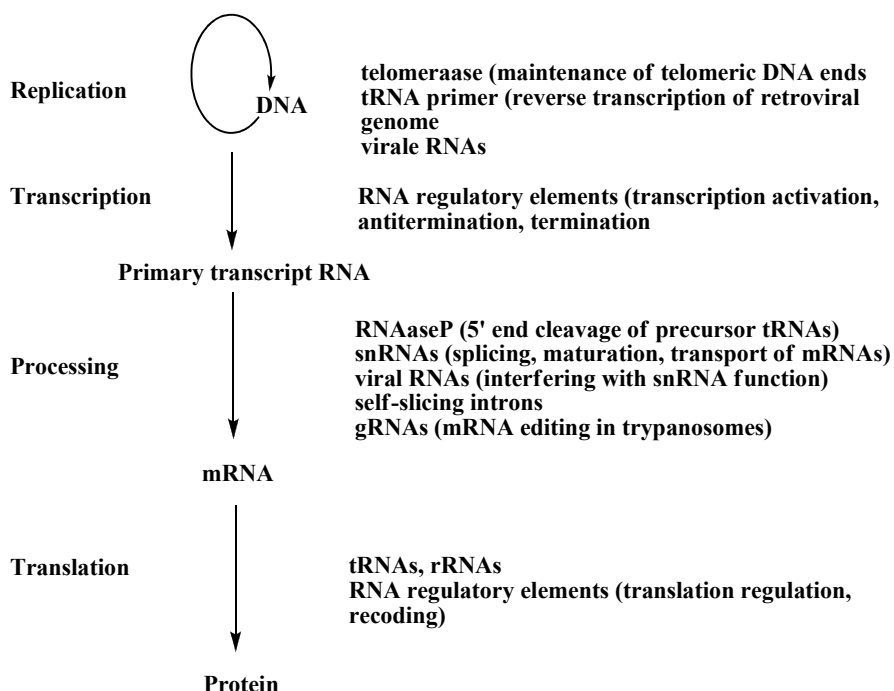 Replication
DNA
telomeraase (maintenance of telomeric DNA ends
tRNA primer (reverse transcription of retroviral
genome
virale RNAs
Transcription
RNA regulatory elements (transcription activation,
antitermination, termination
Primary transcript RNA
Processing
RNAaseP (5' end cleavage of precursor tRNAs)
snRNAs (splicing, maturation, transport of mRNAs)
viral RNAs (interfering with snRNA function)
self-slicing introns
gRNAs (mRNA editing in trypanosomes)
mRNA
Translation
tRNAs, rRNAs
RNA regulatory elements (translation regulation,
recoding)
Protein